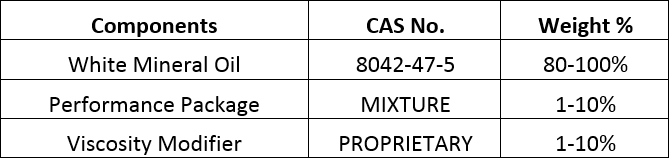 Components CAS No. Weight %
White Mineral Oil 8042-47-5 80-100%
Performance Package MIXTURE 1-10%
Viscosity Modifier PROPRIETARY 1-10%